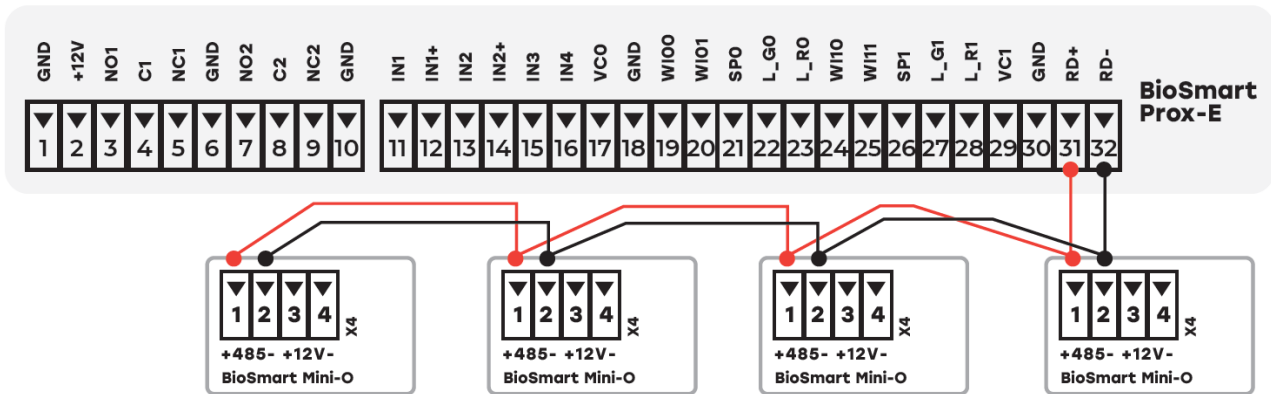 GND +12V NO1 C1 NC1 GND NO2 C2 NC2 GND IN1 IN1+ IN2 IN2+ IN3 IN4 VC0 GND WI00 WI01 SP0 L_G0 L_R0 WI10 WI11 SP1 L_G1 L_R1 VC1 GND RD+ RD-
BioSmart
Prox-E
1 2 3 4 5 6 7 8 9 10 11 12 13 14 15 16 17 18 19 20 21 22 23 24 25 26 27 28 29 30 31 32
1 2 3 4 X4
+485- +12V-
BioSmart Mini-O
1 2 3 4 X4
+485- +12V-
BioSmart Mini-O
1 2 3 4 X4
+485- +12V-
BioSmart Mini-O
1 2 3 4 X4
+485- +12V-
BioSmart Mini-O